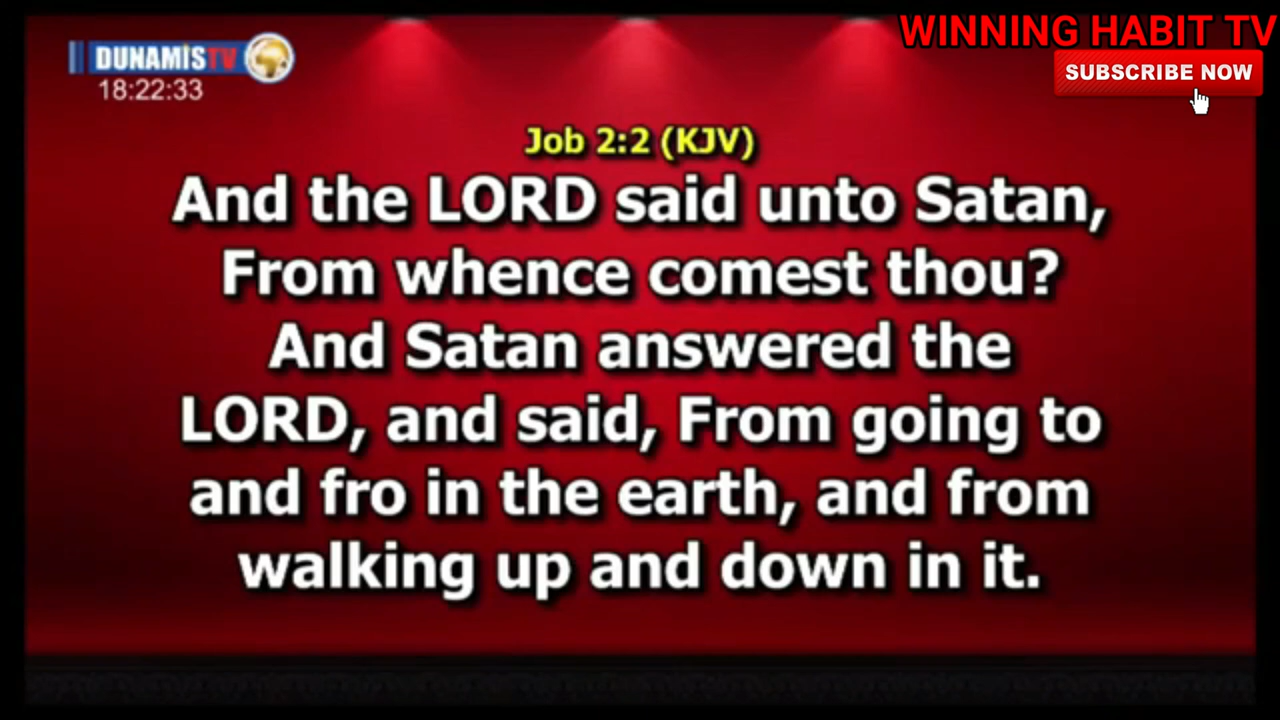 DUNAMIS TV
18:22:33
WINNING HABIT TV
SUBSCRIBE NOW
Job 2:2 (KJV)
And the LORD said unto Satan,
From whence comest thou?
And Satan answered the
LORD, and said, From going to
and fro in the earth, and from
walking up and down in it.